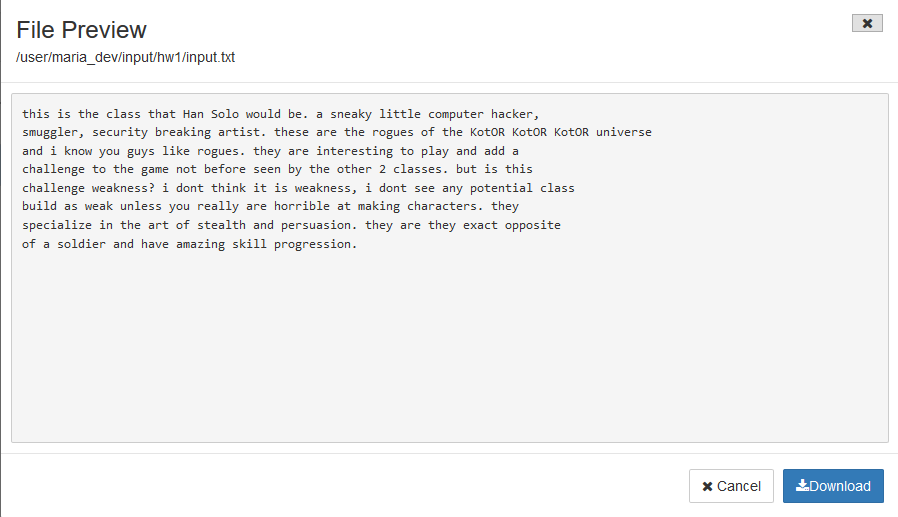 File Preview
/user/maria_dev/input/hw1/input.txt
this is the class that Han Solo would be. a sneaky little computer hacker,
smuggler, security breaking artist. these are the rogues of the KotOR KotOR KotOR universe
and i know you guys like rogues. they are interesting to play and add a
challenge to the game not before seen by the other 2 classes. but is this
challenge weakness? i dont think it is weakness, i dont see any potential class
build as weak unless you really are horrible at making characters. they
specialize in the art of stealth and persuasion. they are they exact opposite
of a soldier and have amazing skill progression.
Cancel
Download